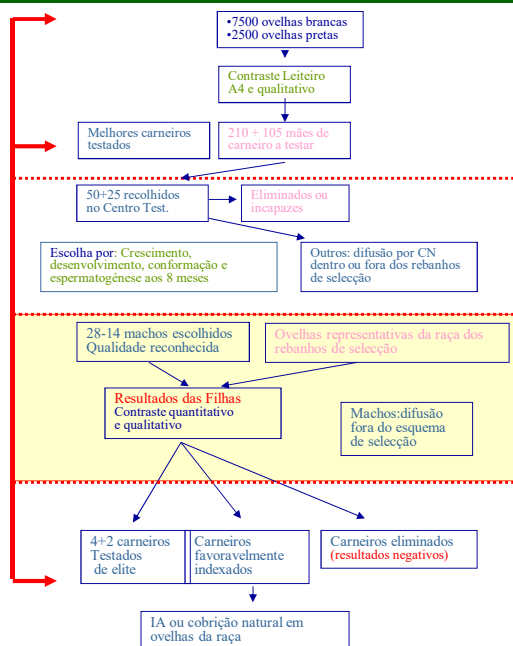 •7500 ovelhas brancas
•2500 ovelhas pretas
Contraste Leiteiro
A4 e qualitativo
Melhores carneiros
testados
210 + 105 mães de
carneiro a testar
50+25 recolhidos
no Centro Test.
Eliminados ou
incapazes
Escolha por: Crescimento,
desenvolvimento, conformação e
espermatogénese aos 8 meses
Outros: difusão por CN
dentro ou fora dos rebanhos
de selecção
28-14 machos escolhidos
Qualidade reconhecida
Ovelhas representativas da raça dos
rebanhos de selecção
Resultados das Filhas
Contraste quantitativo
e qualitativo
Machos:difusão
fora do esquema
de selecção
4+2 carneiros
Testados
de elite
Carneiros
favoravelmente
indexados
Carneiros eliminados
(resultados negativos)
IA ou cobrição natural em
ovelhas da raça